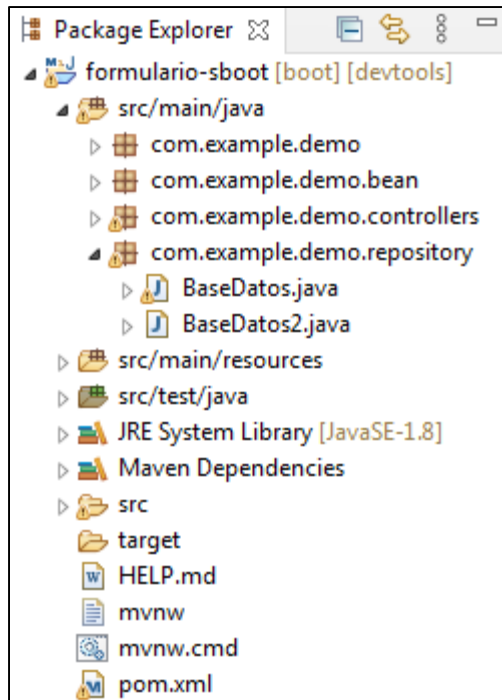 Package Explorer
formulario-sboot [boot] [devtools]
src/main/java
com.example.demo
com.example.demo.bean
com.example.demo.controllers
com.example.demo.repository
BaseDatos.java
BaseDatos2.java
src/main/resources
src/test/java
JRE System Library [JavaSE-1.8]
Maven Dependencies
src
target
HELP.md
mvnw
mvnw.cmd
pom.xml